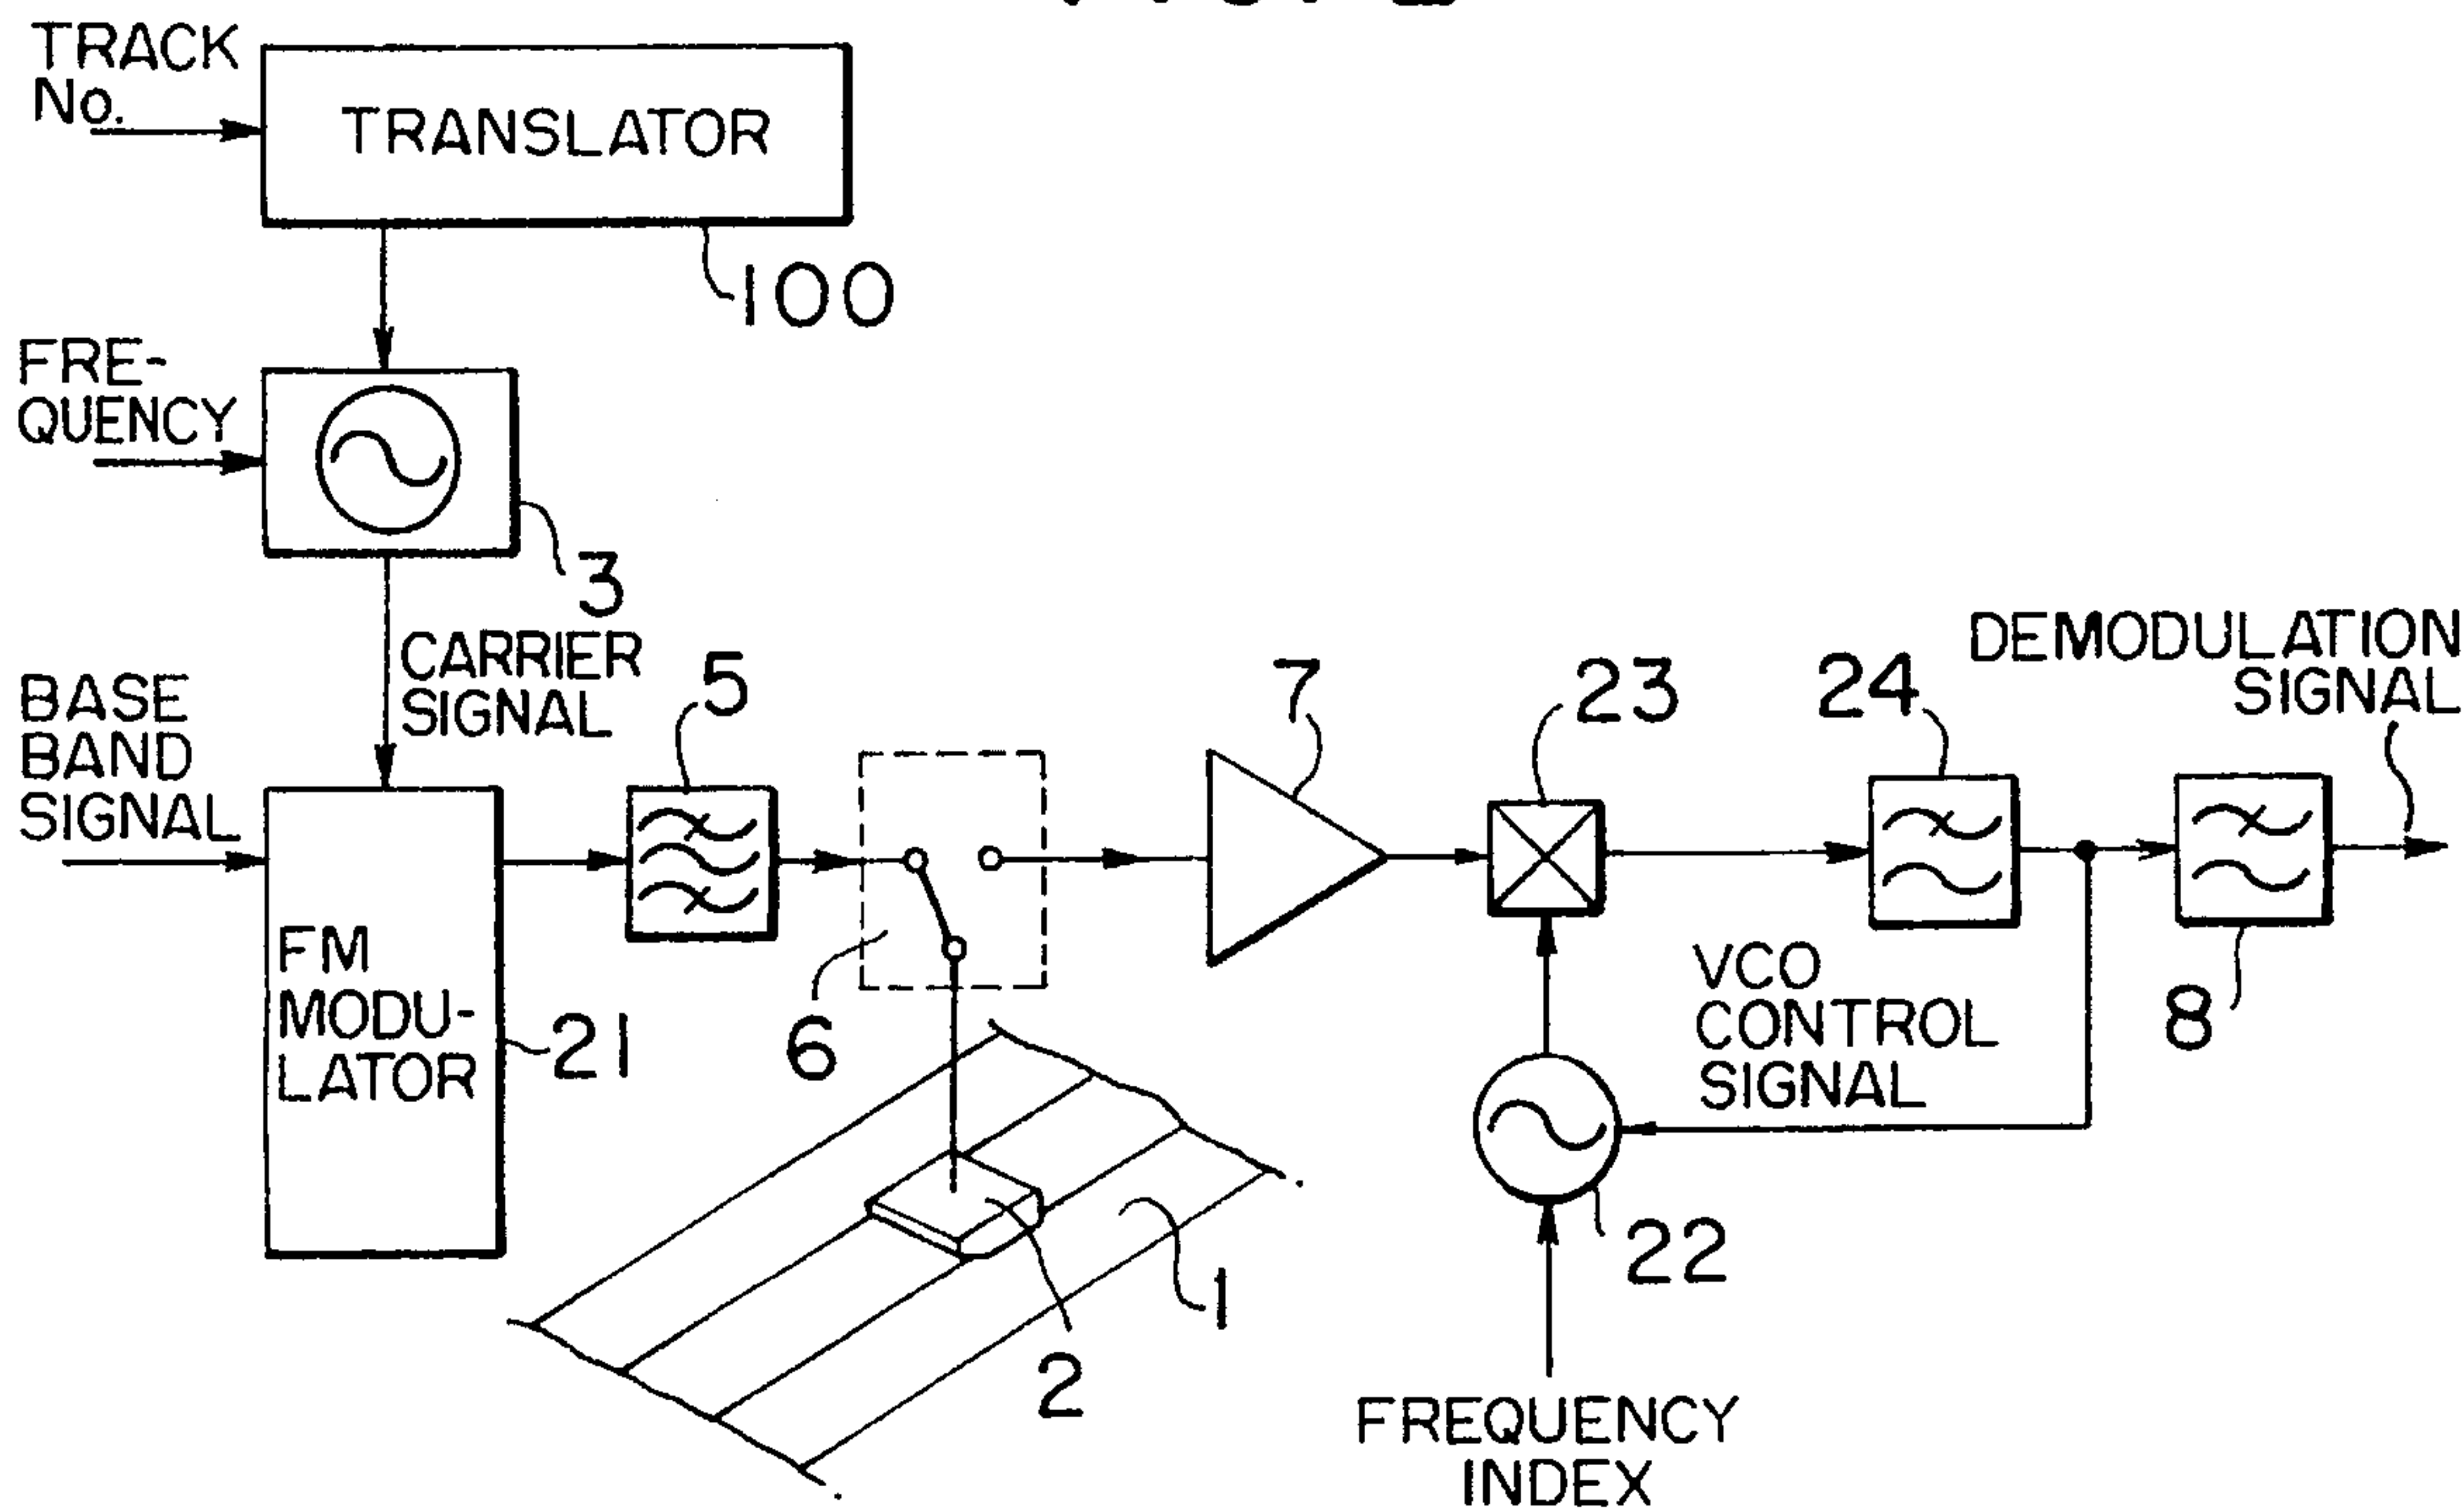 TRACK
No.
TRANSLATOR
100
FRE-
QUENCY
3
CARRIER
SIGNAL
BASE
BAND
SIGNAL
5
7
23
24
DEMODULATION
SIGNAL
FM
MODU-
LATOR
21
6
VCO
CONTROL
SIGNAL
8
22
1
2
FREQUENCY
INDEX